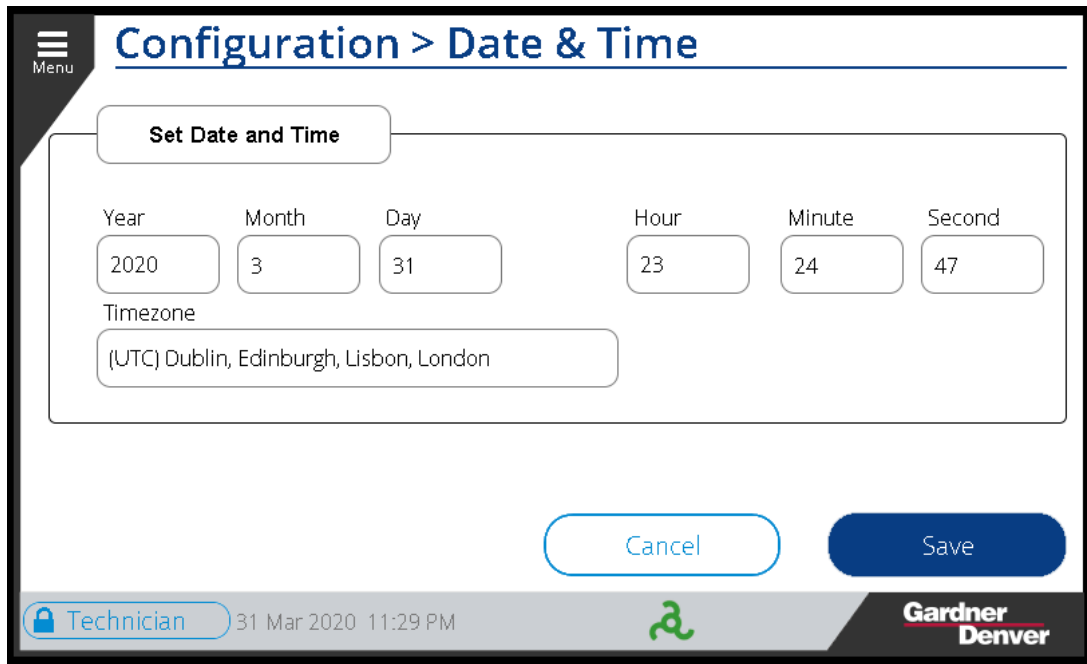 Menu
Configuration > Date & Time
Set Date and Time
Year Month Day Hour Minute Second
2020 3 31 23 24 47
Timezone
(UTC) Dublin, Edinburgh, Lisbon, London
Cancel Save
Technician 31 Mar 2020 11:29 PM
Gardner
Denver